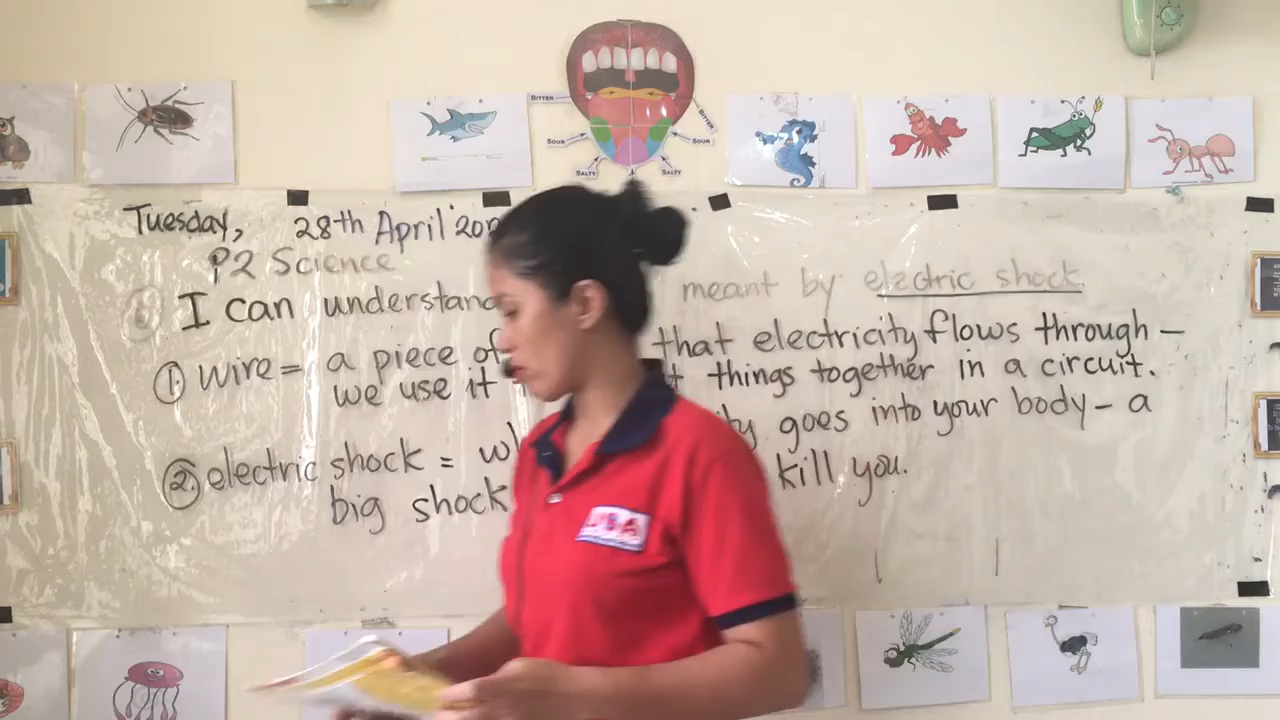 BITTER
BITTER
SOUR
SOUR
SALTY
SALTY
Tuesday, 28th April
P2 Science
I can understand meant by electric shock.
1. wire = a piece of that electricity flows through –
we use it things together in a circuit.
2. electric shock = goes into your body – a
big shock kill you.